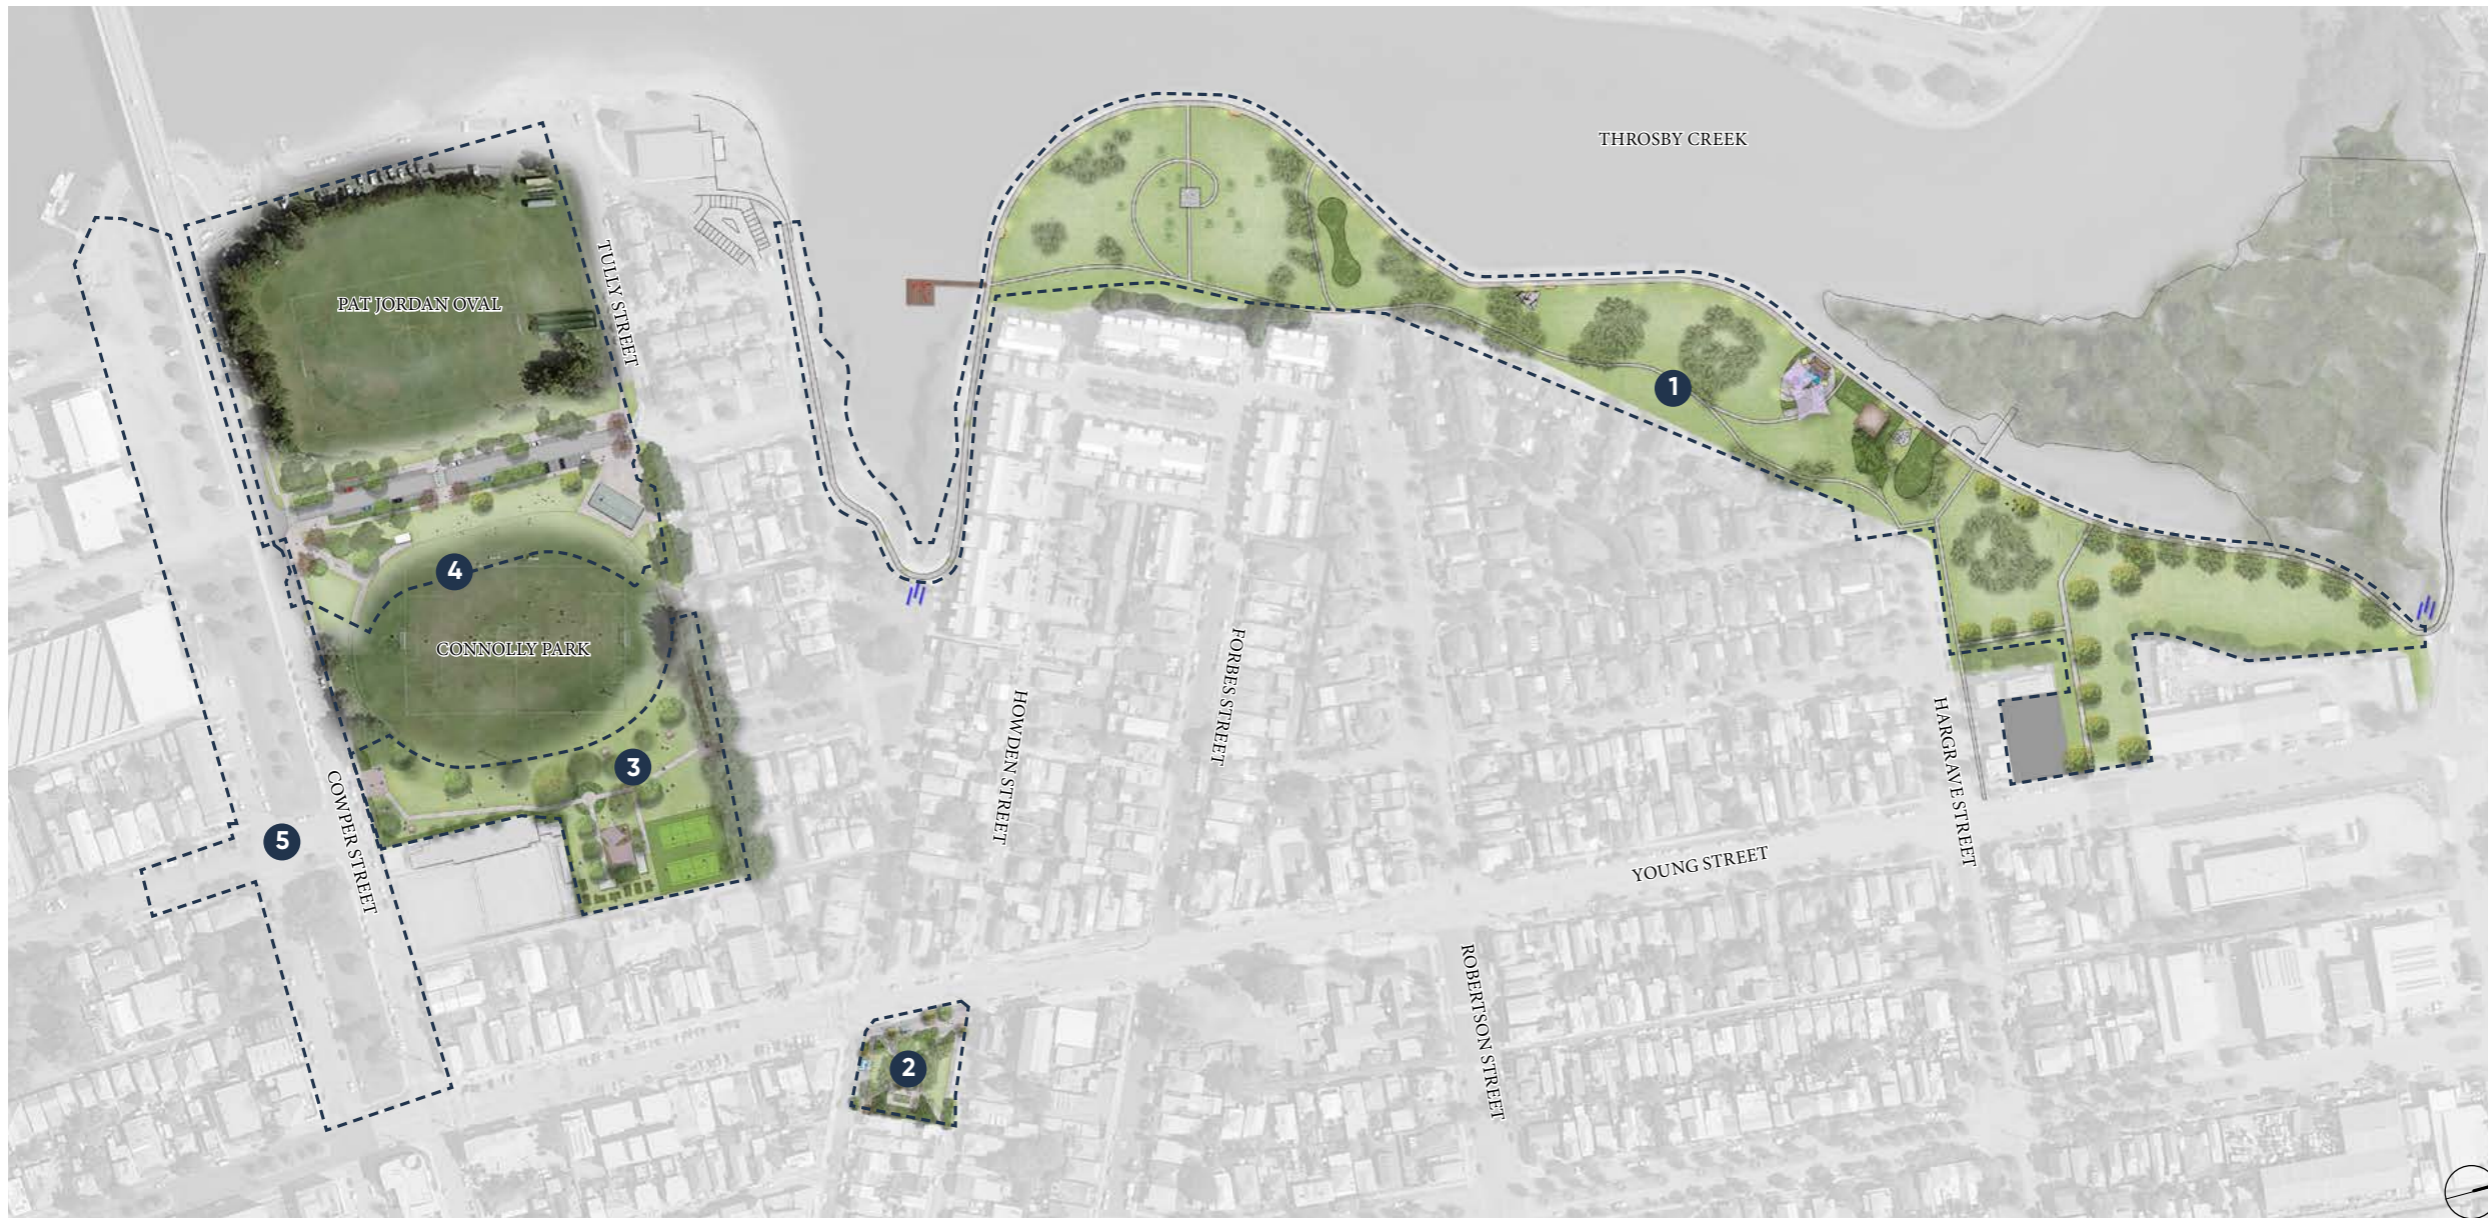 THROSBY CREEK
PAT JORDAN OVAL
TULLY STREET
1
4
CONNOLLY PARK
FORBES STREET
HOWDEN STREET
HARGRAVE STREET
3
5
COWPER STREET
YOUNG STREET
ROBERTSON STREET
2